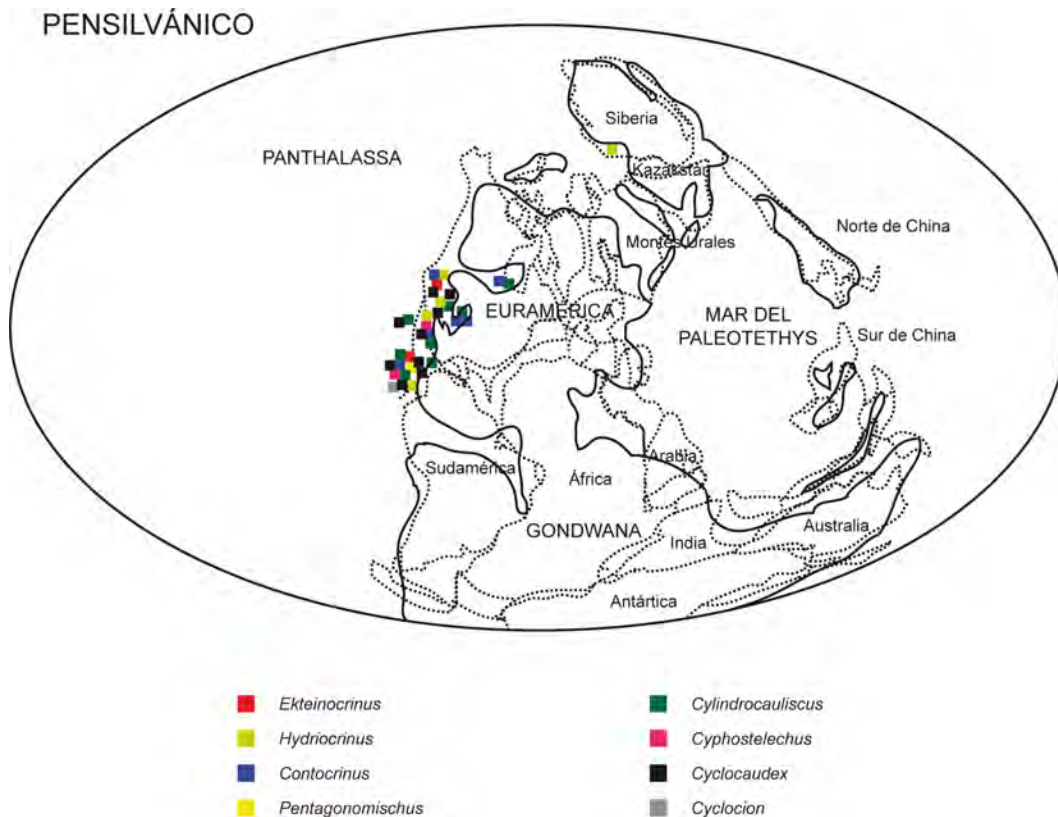 PENSILVÁNICO
Siberia
PANTHALASSA
Kazakstán
Norte de China
Montes Urales
EURAMÉRICA
MAR DEL
PALEOTETHYS
Sur de China
Sudamérica
África
Arabia
GONDWANA
India
Australia
Antártica
Ekteinocrinus
Cylindrocauliscus
Hydriocrinus
Cyphostelechus
Contocrinus
Cyclocaudex
Pentagonomischus
Cyclocion